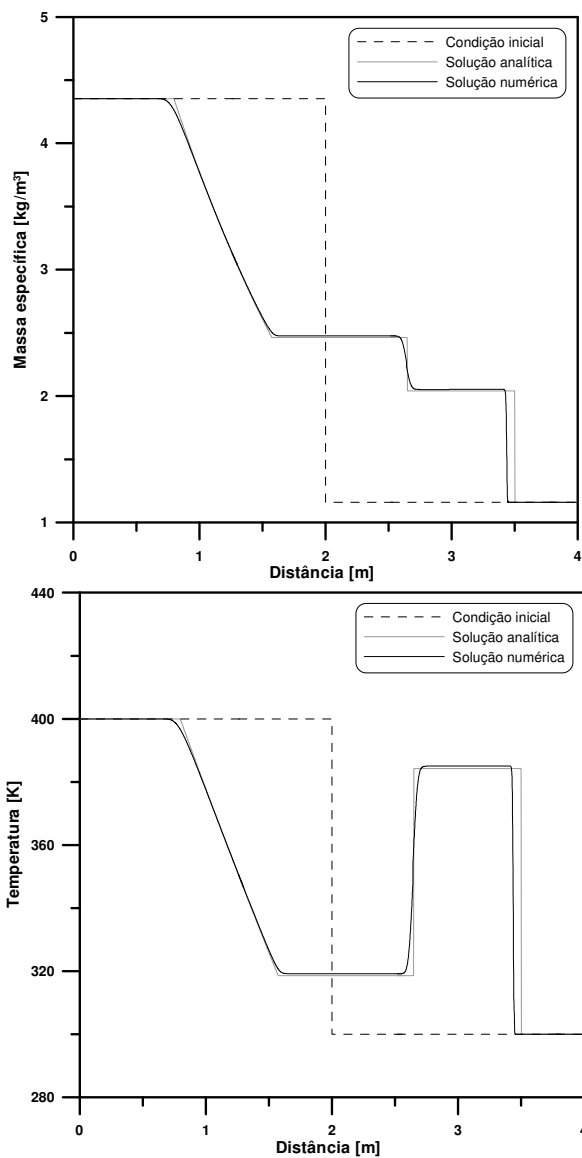 5
Condição inicial
Solução analítica
Solução numérica
4
Massa específica [kg/m³]
3
2
1
0 1 2 3 4
Distância [m]
440
Condição inicial
Solução analítica
Solução numérica
400
Temperatura [K]
360
320
280
0 1 2 3 4
Distância [m]